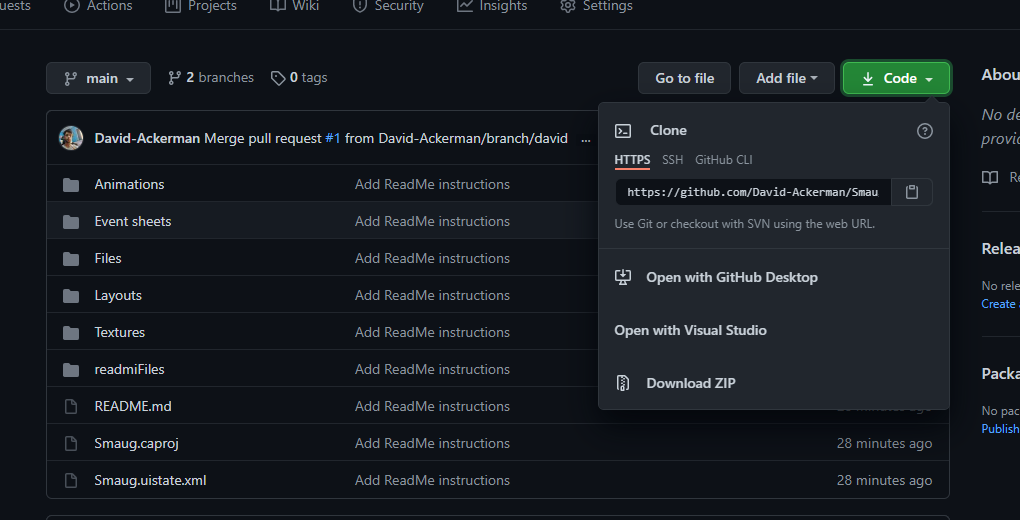 uests Actions Projects Wiki Security Insights Settings
main 2 branches 0 tags Go to file Add file Code
David-Ackerman Merge pull request #1 from David-Ackerman/branch/david ...
Animations Add ReadMe instructions
Event sheets Add ReadMe instructions
Files Add ReadMe instructions
Layouts Add ReadMe instructions
Textures Add ReadMe instructions
readmiFiles Add ReadMe instructions
README.md Add ReadMe instructions
Smaug.caproj Add ReadMe instructions 28 minutes ago
Smaug.uistate.xml Add ReadMe instructions 28 minutes ago
Clone
HTTPS SSH GitHub CLI
https://github.com/David-Ackerman/Smau
Use Git or checkout with SVN using the web URL.
Open with GitHub Desktop
Open with Visual Studio
Download ZIP
Abou
No de
provid
Re
Relea
No rele
Create
Packa
No pac
Publish